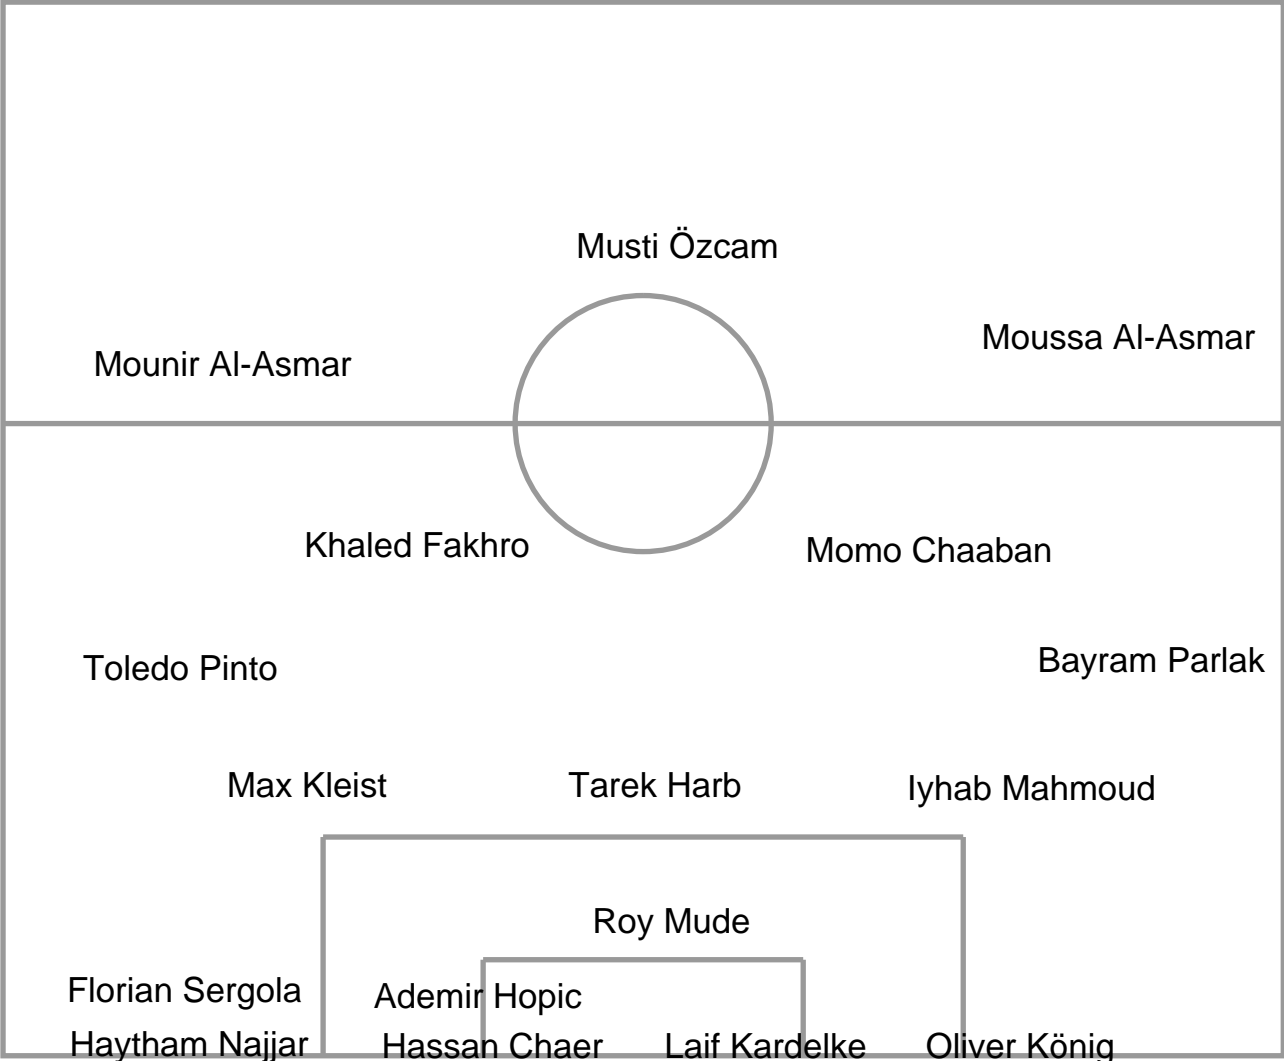 Musti Özcam
Moussa Al-Asmar
Mounir Al-Asmar
Khaled Fakhro
Momo Chaaban
Toledo Pinto
Bayram Parlak
Max Kleist
Tarek Harb
Iyhab Mahmoud
Roy Mude
Florian Sergola
Ademir Hopic
Haytham Najjar
Hassan Chaer
Laif Kardelke
Oliver König